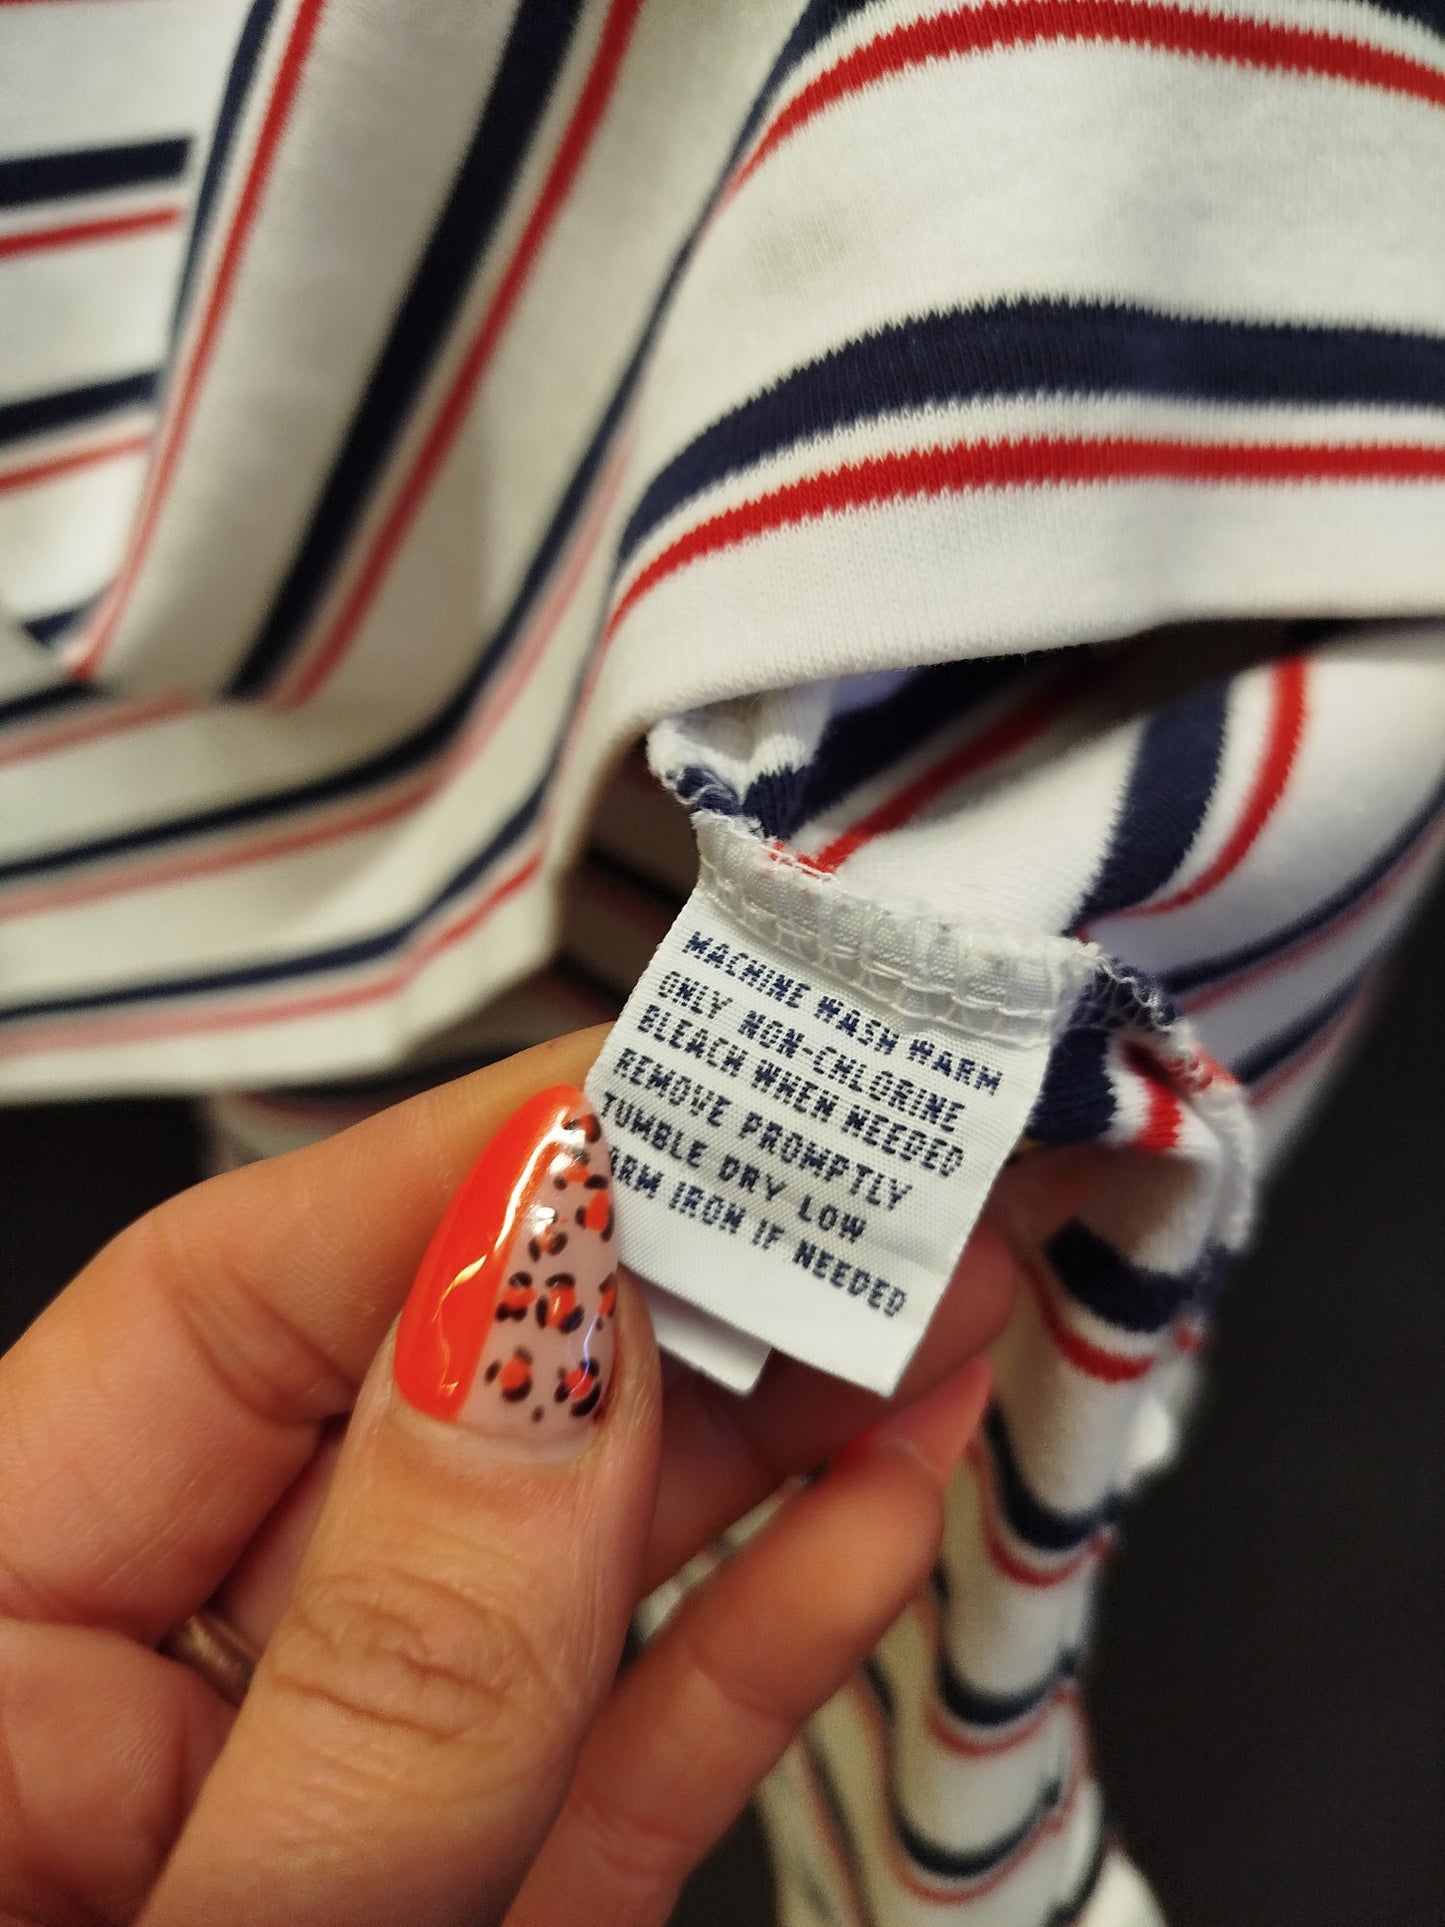 MACHINE WASH WARM
ONLY NON-CHLORINE
BLEACH WHEN NEEDED
REMOVE PROMPTLY
TUMBLE DRY LOW
ARM IRON IF NEEDED